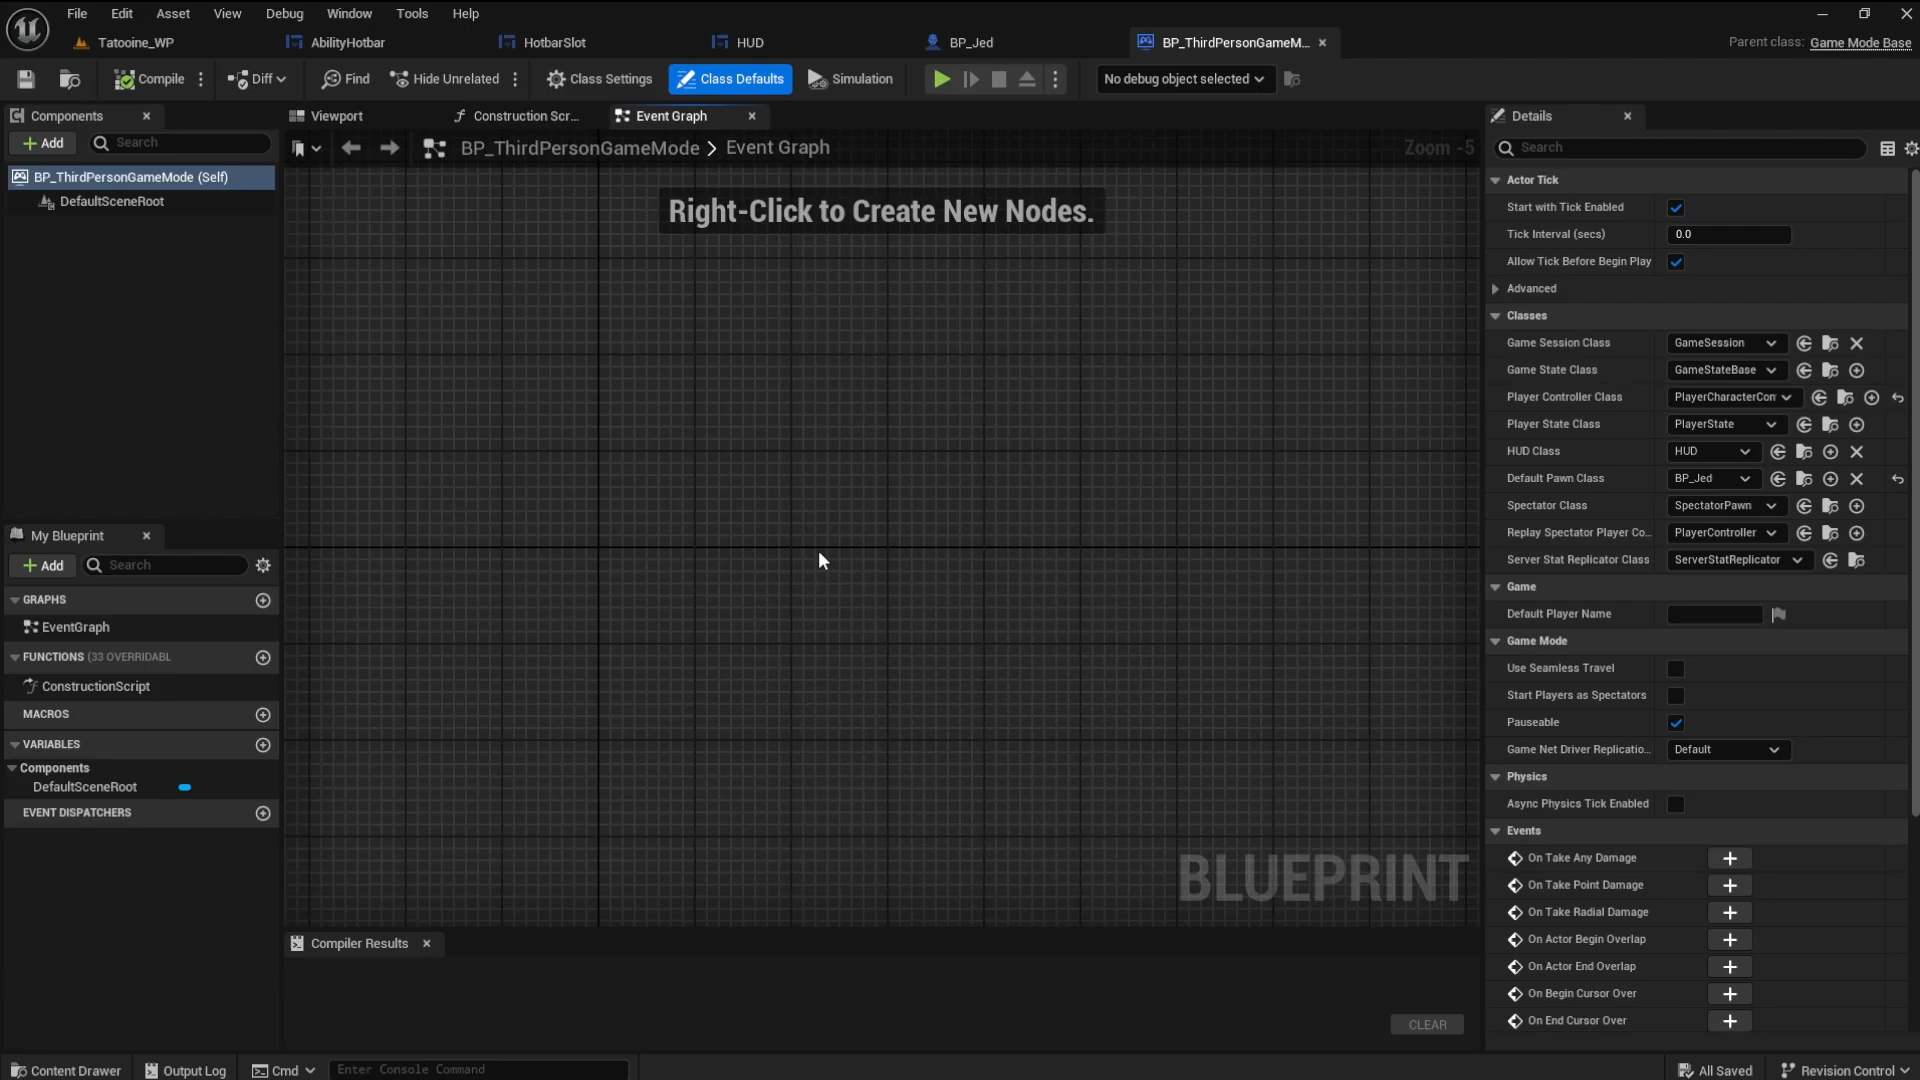 File Edit Asset View Debug Window Tools Help
Tatooine_WP AbilityHotbar HotbarSlot HUD BP_Jed BP_ThirdPersonGameM... Parent class: Game Mode Base
Compile Diff Find Hide Unrelated Class Settings Class Defaults Simulation No debug object selected
Components
Add Search
BP_ThirdPersonGameMode (Self)
DefaultSceneRoot
My Blueprint
Add Search
GRAPHS
EventGraph
FUNCTIONS (33 OVERRIDABL
ConstructionScript
MACROS
VARIABLES
Components
DefaultSceneRoot
EVENT DISPATCHERS
Viewport Construction Scr... Event Graph
BP_ThirdPersonGameMode > Event Graph Zoom -5
Right-Click to Create New Nodes.
BLUEPRINT
Compiler Results
CLEAR
Details
Search
Actor Tick
Start with Tick Enabled
Tick Interval (secs) 0.0
Allow Tick Before Begin Play
Advanced
Classes
Game Session Class GameSession
Game State Class GameStateBase
Player Controller Class PlayerCharacterCon
Player State Class PlayerState
HUD Class HUD
Default Pawn Class BP_Jed
Spectator Class SpectatorPawn
Replay Spectator Player Co... PlayerController
Server Stat Replicator Class ServerStatReplicator
Game
Default Player Name
Game Mode
Use Seamless Travel
Start Players as Spectators
Pauseable
Game Net Driver Replicatio... Default
Physics
Async Physics Tick Enabled
Events
On Take Any Damage
On Take Point Damage
On Take Radial Damage
On Actor Begin Overlap
On Actor End Overlap
On Begin Cursor Over
On End Cursor Over
Content Drawer Output Log Cmd Enter Console Command All Saved Revision Control